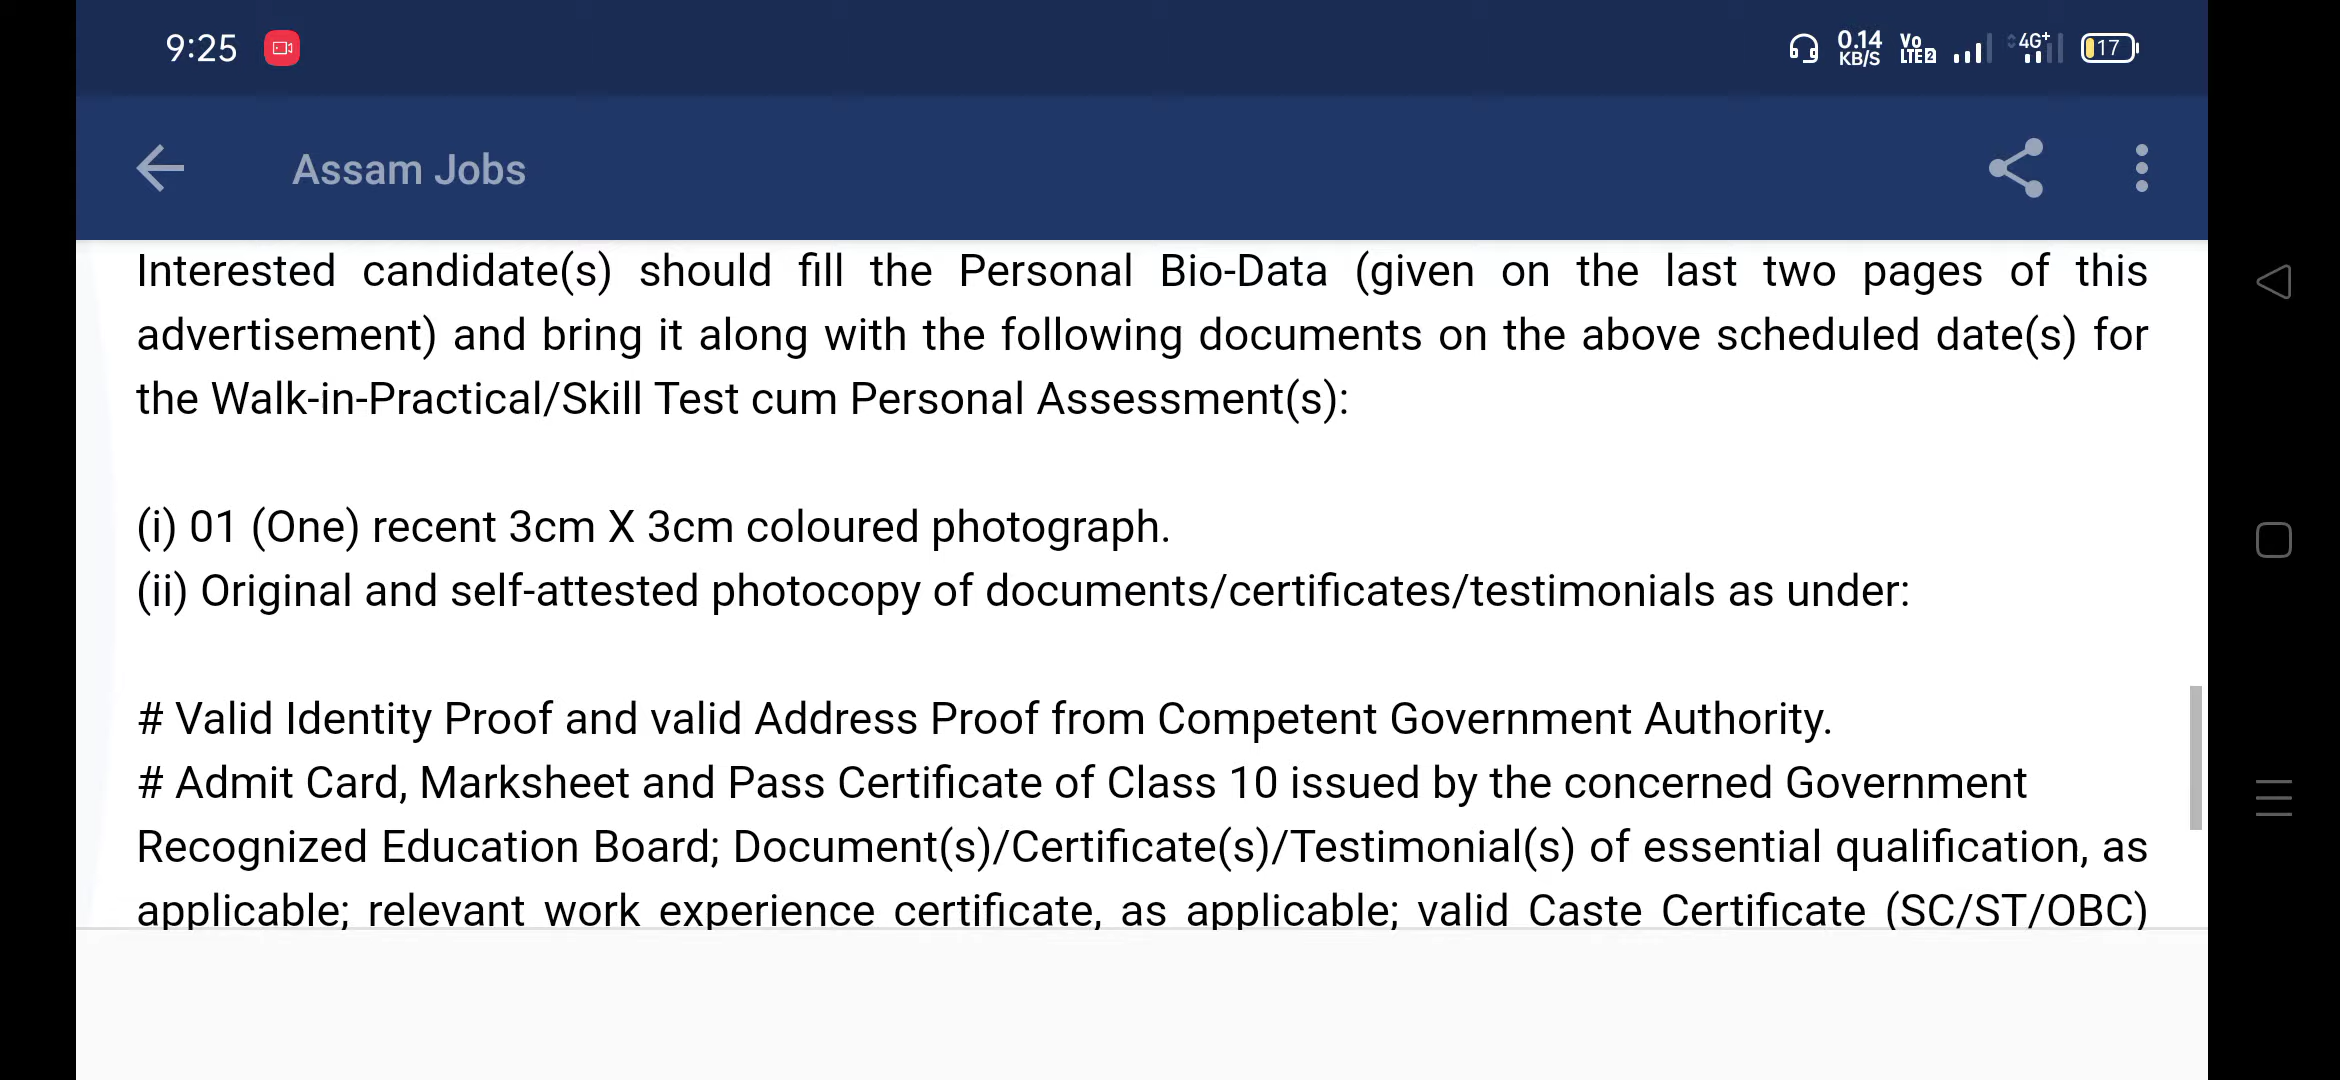 9:25
0.14 KB/S Vo LTE 2 4G+ 17
Assam Jobs
Interested candidate(s) should fill the Personal Bio-Data (given on the last two pages of this
advertisement) and bring it along with the following documents on the above scheduled date(s) for
the Walk-in-Practical/Skill Test cum Personal Assessment(s):
(i) 01 (One) recent 3cm X 3cm coloured photograph.
(ii) Original and self-attested photocopy of documents/certificates/testimonials as under:
# Valid Identity Proof and valid Address Proof from Competent Government Authority.
# Admit Card, Marksheet and Pass Certificate of Class 10 issued by the concerned Government
Recognized Education Board; Document(s)/Certificate(s)/Testimonial(s) of essential qualification, as
applicable; relevant work experience certificate, as applicable; valid Caste Certificate (SC/ST/OBC)